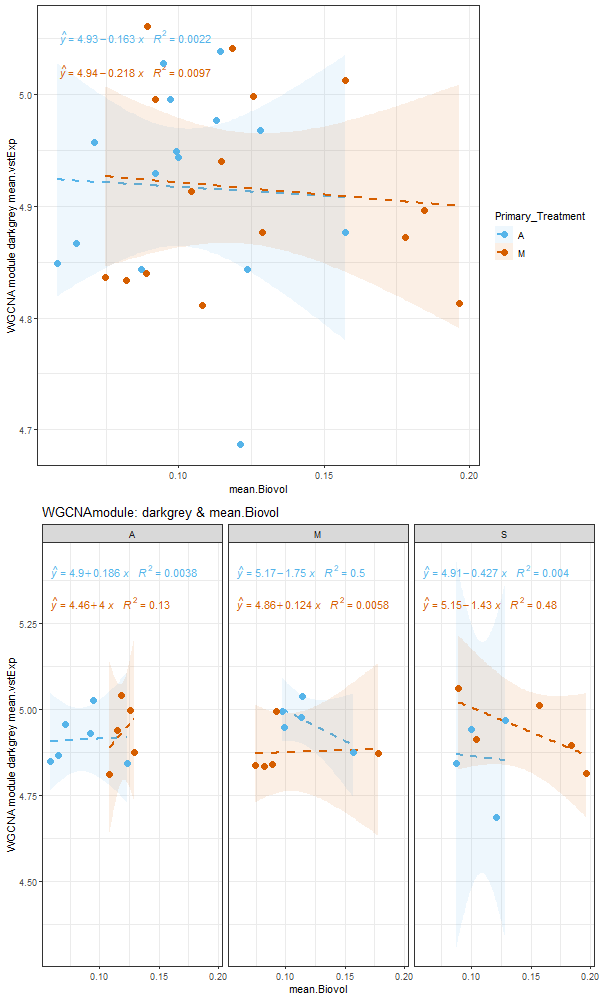 ŷ = 4.93 − 0.163 x   R² = 0.0022
ŷ = 4.94 − 0.218 x   R² = 0.0097
5.0
4.9
4.8
4.7
WGCNA module darkgrey mean.vstExp
0.10 0.15 0.20
mean.Biovol
Primary_Treatment
A
M
WGCNAmodule: darkgrey & mean.Biovol
A M S
ŷ = 4.9 + 0.186 x   R² = 0.0038
ŷ = 4.46 + 4 x   R² = 0.13
ŷ = 5.17 − 1.75 x   R² = 0.5
ŷ = 4.86 + 0.124 x   R² = 0.0058
ŷ = 4.91 − 0.427 x   R² = 0.004
ŷ = 5.15 − 1.43 x   R² = 0.48
5.25
5.00
4.75
4.50
WGCNA module darkgrey mean.vstExp
0.10 0.15 0.20 0.10 0.15 0.20 0.10 0.15 0.20
mean.Biovol